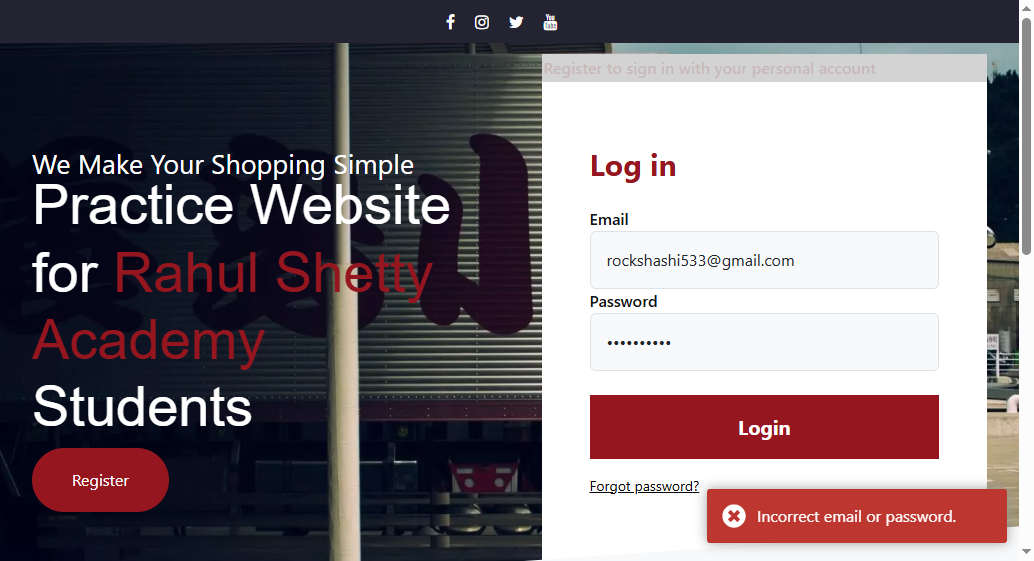 Register to sign in with your personal account
We Make Your Shopping Simple
Practice Website
for Rahul Shetty
Academy
Students
Register
Log in
Email
rockshashi533@gmail.com
Password
••••••••••
Login
Forgot password?
Incorrect email or password.